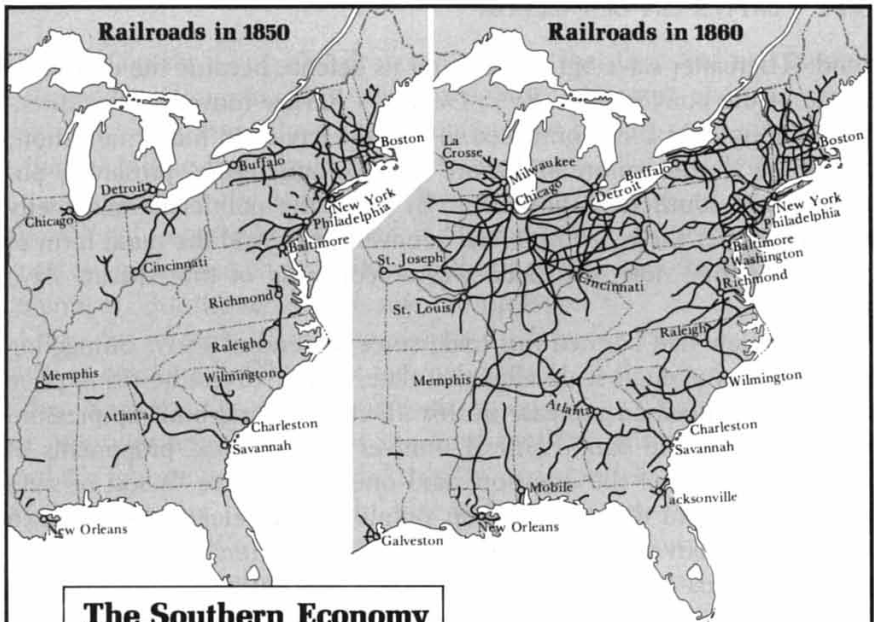 Railroads in 1850
Boston
Buffalo
Detroit
New York
Chicago
Philadelphia
Baltimore
Cincinnati
Richmond
Raleigh
Memphis
Wilmington
Atlanta
Charleston
Savannah
New Orleans
Railroads in 1860
La
Crosse
Boston
Milwaukee
Buffalo
Chicago
Detroit
New York
Philadelphia
Baltimore
St. Joseph
Washington
Cincinnati
Richmond
St. Louis
Raleigh
Memphis
Wilmington
Atlanta
Charleston
Savannah
Mobile
Jacksonville
New Orleans
Galveston
The Southern Economy